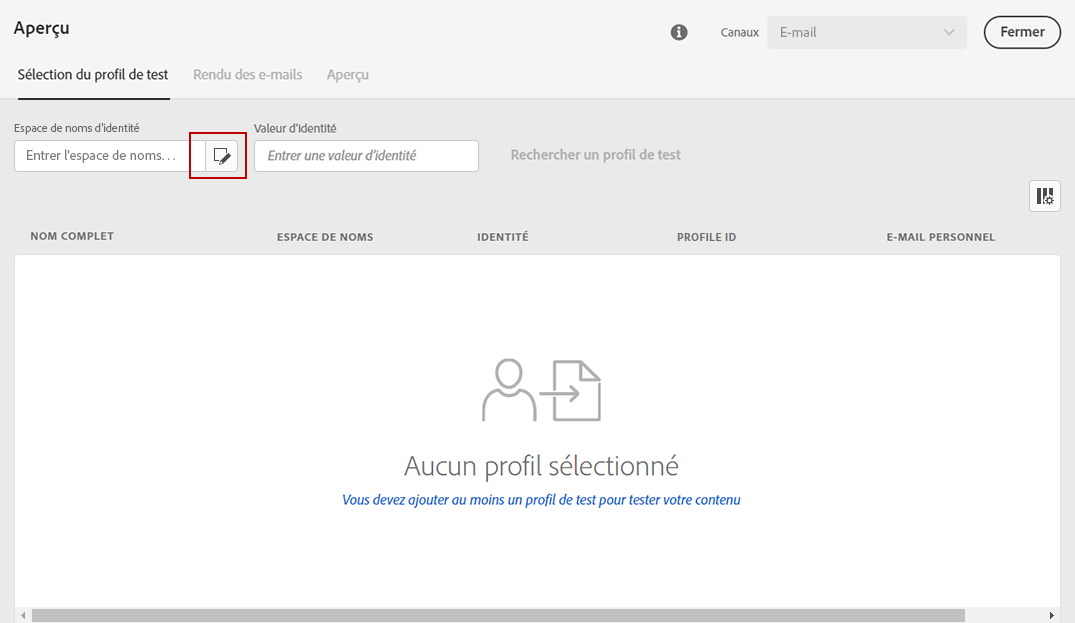 Aperçu
Canaux
E-mail
Fermer
Sélection du profil de test
Rendu des e-mails
Aperçu
Espace de noms d'identité
Valeur d'identité
Entrer l'espace de noms...
Entrer une valeur d'identité
Rechercher un profil de test
NOM COMPLET
ESPACE DE NOMS
IDENTITÉ
PROFILE ID
E-MAIL PERSONNEL
Aucun profil sélectionné
Vous devez ajouter au moins un profil de test pour tester votre contenu